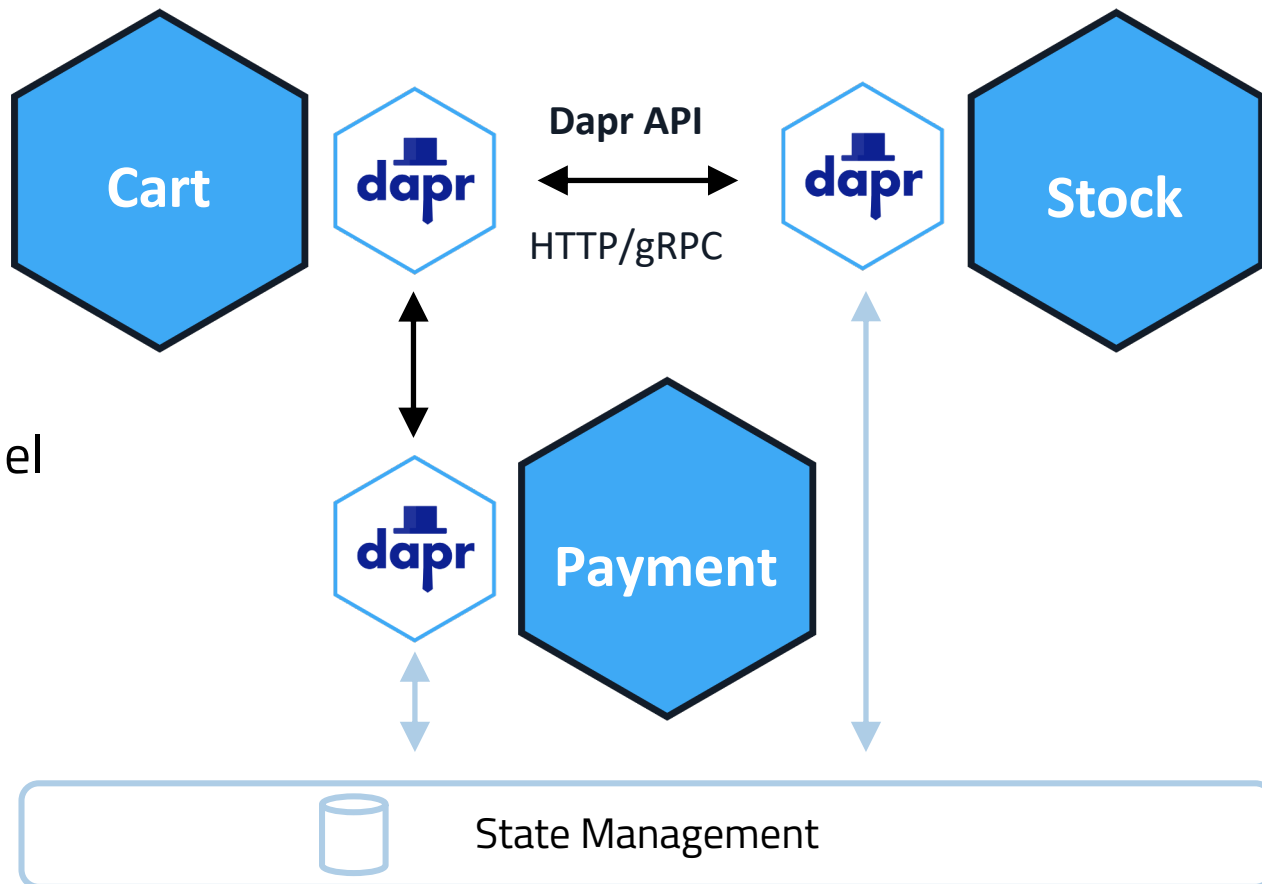 Cart
dapr
Dapr API
HTTP/gRPC
dapr
Stock
el
dapr
Payment
State Management